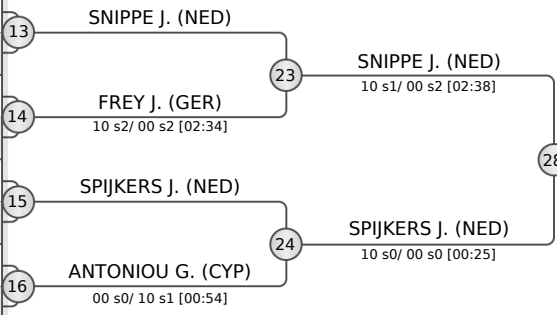 SNIPPE J. (NED)
13
SNIPPE J. (NED)
23
10 s1/ 00 s2 [02:38]
FREY J. (GER)
14
10 s2/ 00 s2 [02:34]
28
SPIJKERS J. (NED)
15
SPIJKERS J. (NED)
24
10 s0/ 00 s0 [00:25]
ANTONIOU G. (CYP)
16
00 s0/ 10 s1 [00:54]